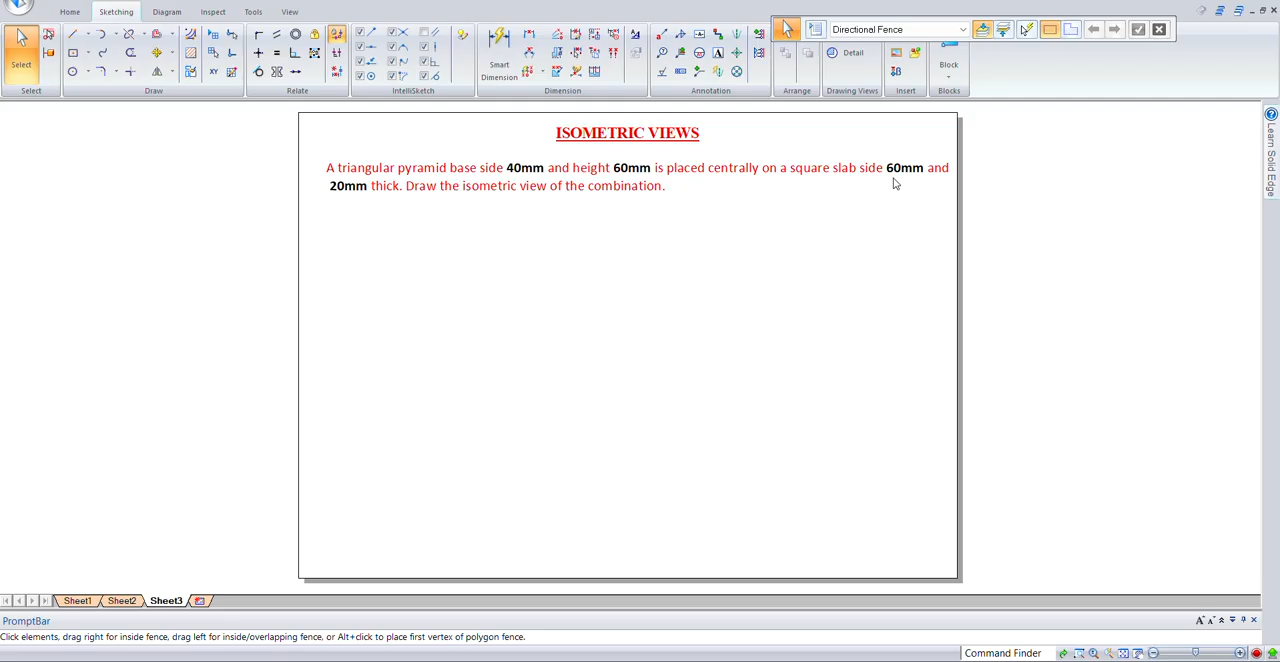 Home Sketching Diagram Inspect Tools View
Directional Fence
Select
Smart Dimension
Detail
Block
Select Draw Relate IntelliSketch Dimension Annotation Arrange Drawing Views Insert Blocks
Learn Solid Edge
ISOMETRIC VIEWS
A triangular pyramid base side 40mm and height 60mm is placed centrally on a square slab side 60mm and
20mm thick. Draw the isometric view of the combination.
Sheet1 Sheet2 Sheet3
PromptBar
Click elements, drag right for inside fence, drag left for inside/overlapping fence, or Alt+click to place first vertex of polygon fence.
Command Finder